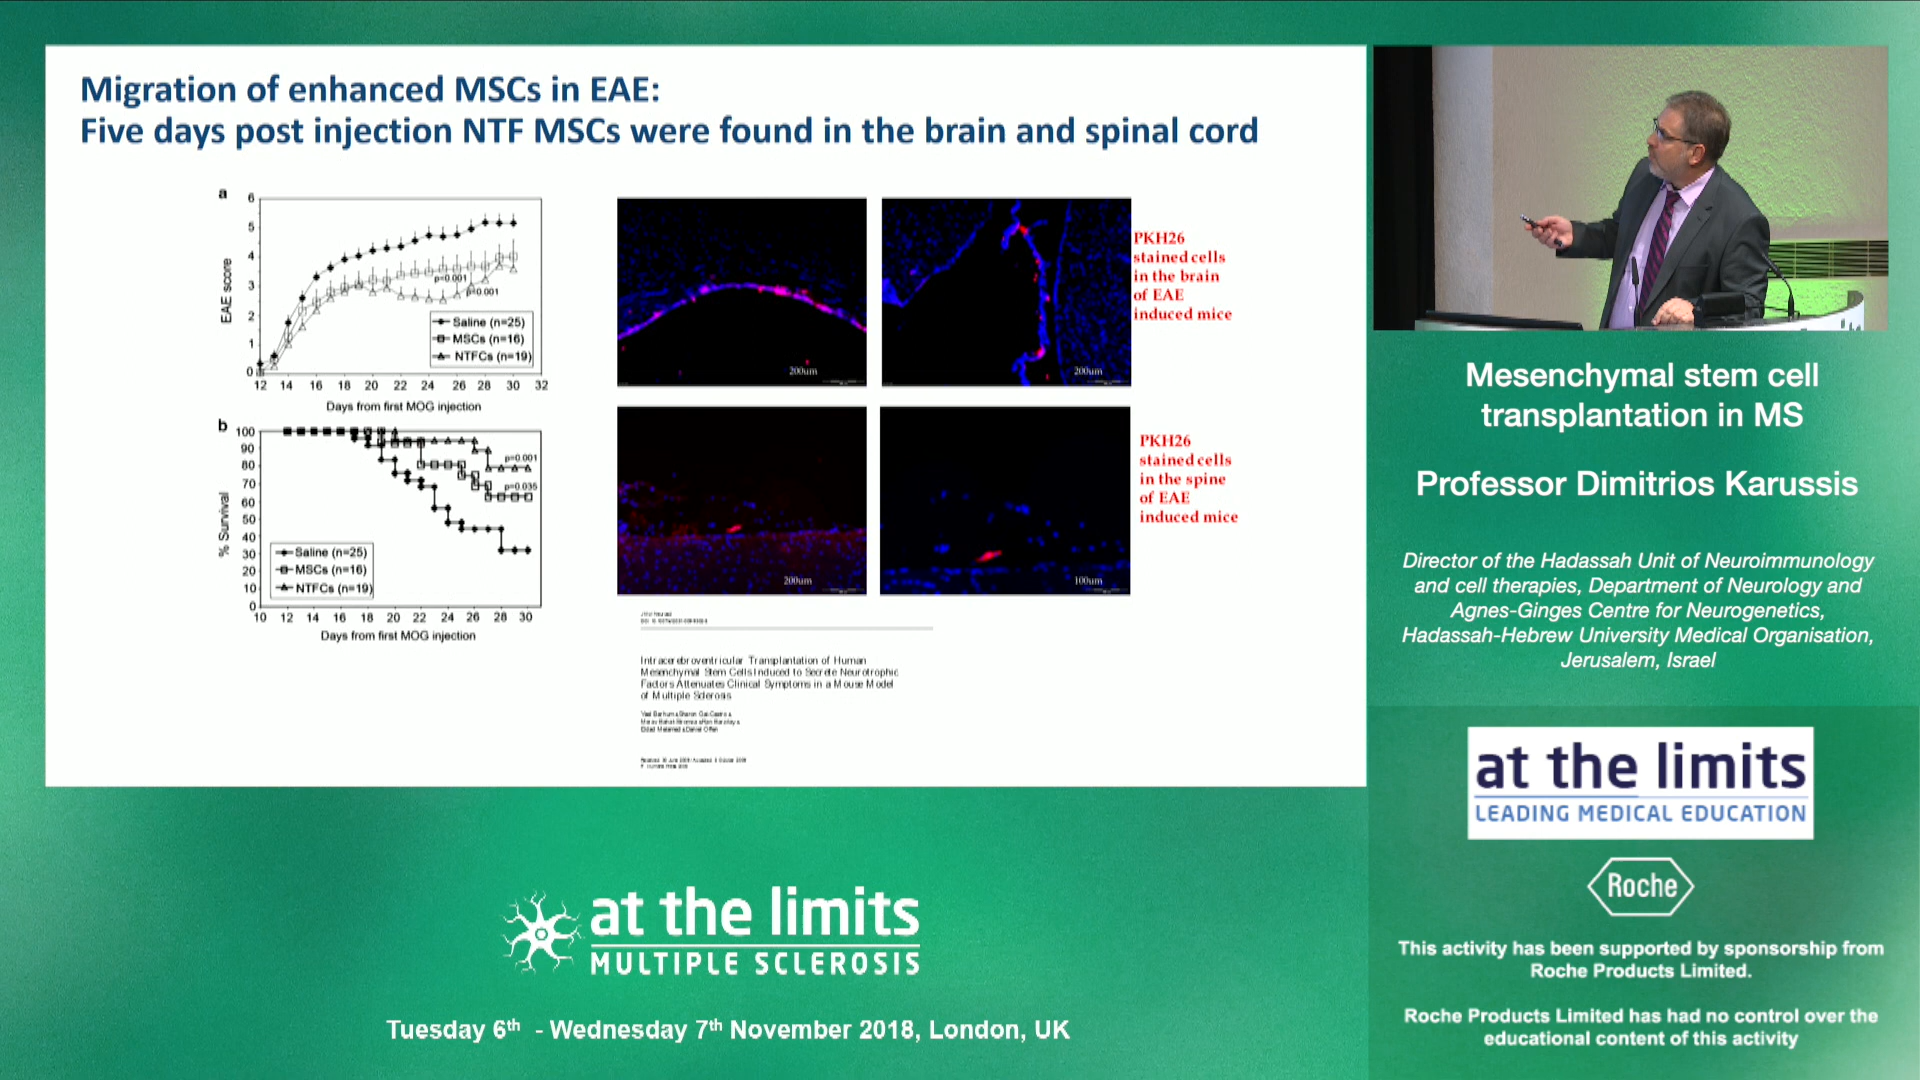 Migration of enhanced MSCs in EAE:
Five days post injection NTF MSCs were found in the brain and spinal cord
a
EAE score
6
5
4
3
2
1
0
p=0.001
p=0.001
Saline (n=25)
MSCs (n=16)
NTFCs (n=19)
12 14 16 18 20 22 24 26 28 30 32
Days from first MOG injection
b
% Survival
100
90
80
70
60
50
40
30
20
10
0
p=0.001
p=0.035
Saline (n=25)
MSCs (n=16)
NTFCs (n=19)
10 12 14 16 18 20 22 24 26 28 30
Days from first MOG injection
200um
200um
PKH26
stained cells
in the brain
of EAE
induced mice
200um
100um
PKH26
stained cells
in the spine
of EAE
induced mice
Intracerebroventricular Transplantation of Human
Mesenchymal Stem Cells Induced to Secrete Neurotrophic
Factors Attenuates Clinical Symptoms in a Mouse Model
of Multiple Sclerosis
Mesenchymal stem cell
transplantation in MS
Professor Dimitrios Karussis
Director of the Hadassah Unit of Neuroimmunology
and cell therapies, Department of Neurology and
Agnes-Ginges Centre for Neurogenetics,
Hadassah-Hebrew University Medical Organisation,
Jerusalem, Israel
at the limits
LEADING MEDICAL EDUCATION
Roche
This activity has been supported by sponsorship from
Roche Products Limited.
Roche Products Limited has had no control over the
educational content of this activity
at the limits
MULTIPLE SCLEROSIS
Tuesday 6th - Wednesday 7th November 2018, London, UK